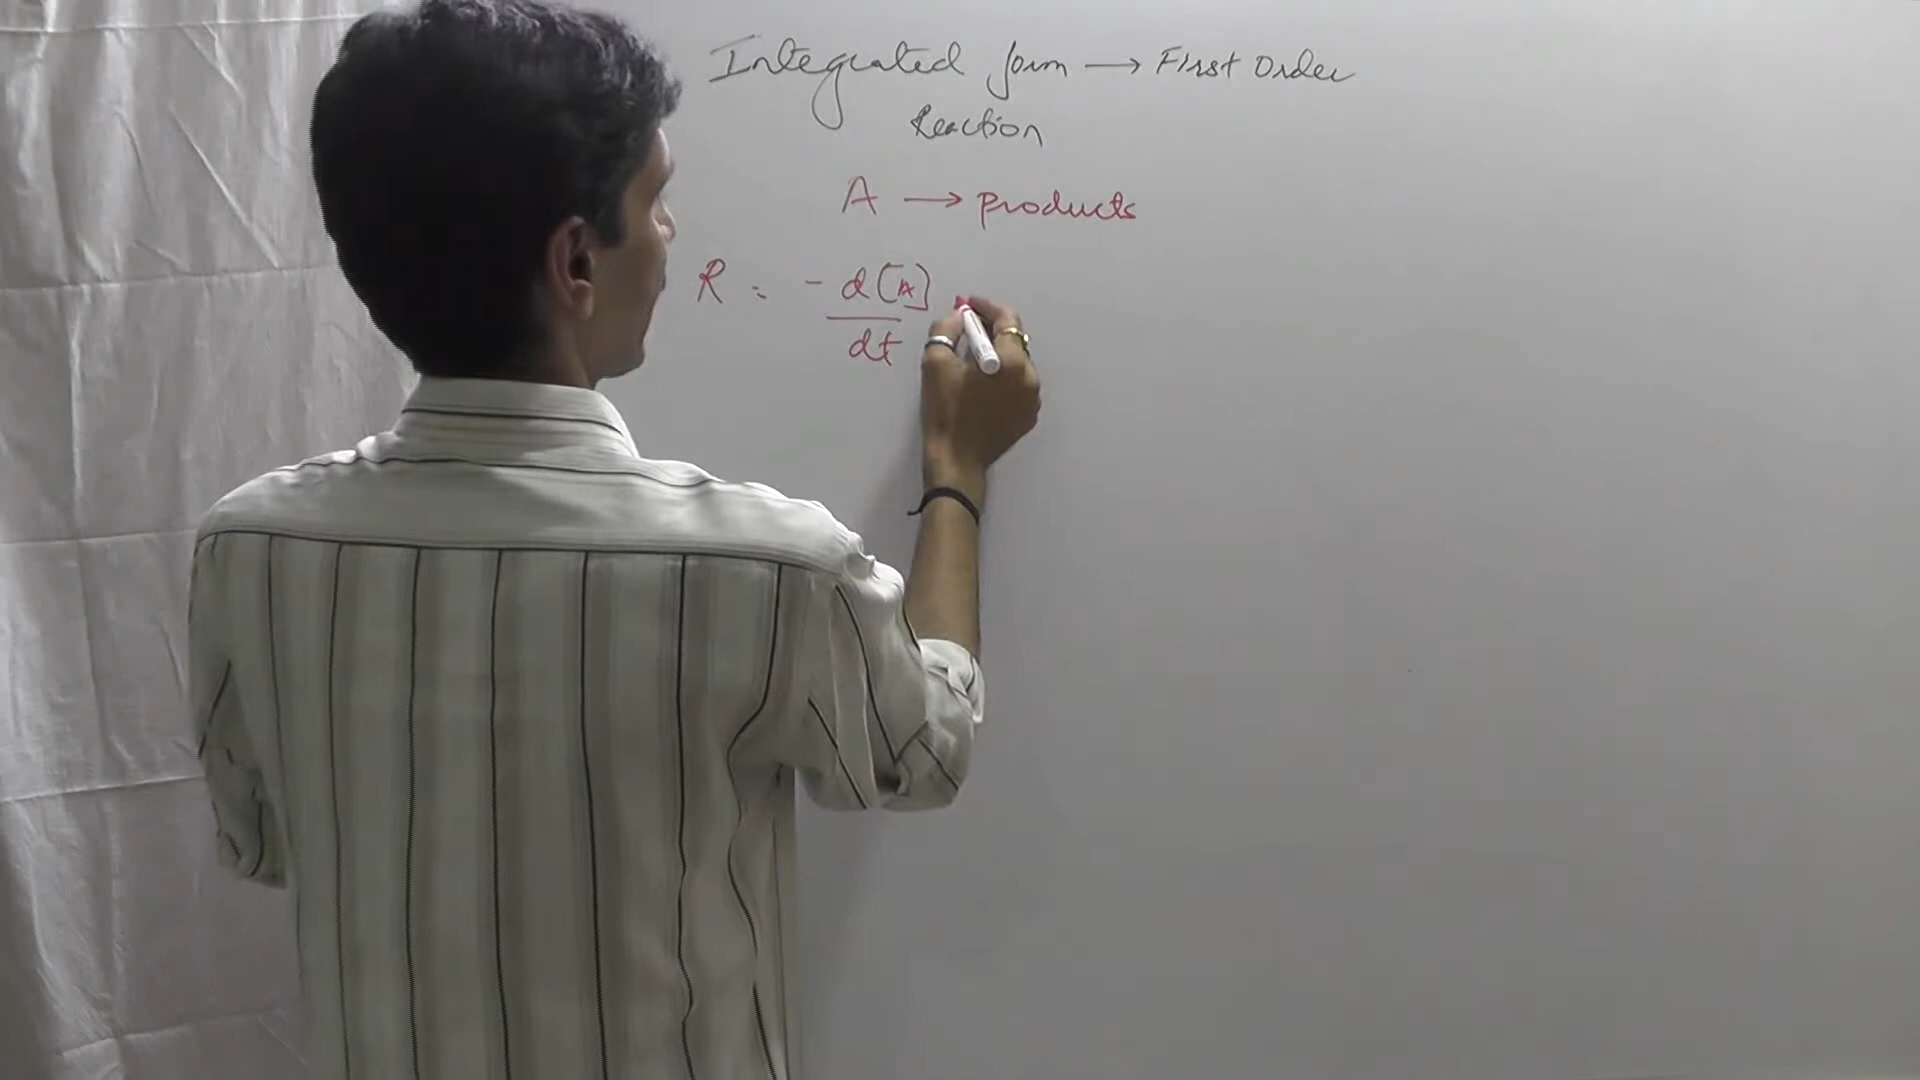 Integrated form → First Order
Reaction
A → products
R = - d[A]
dt